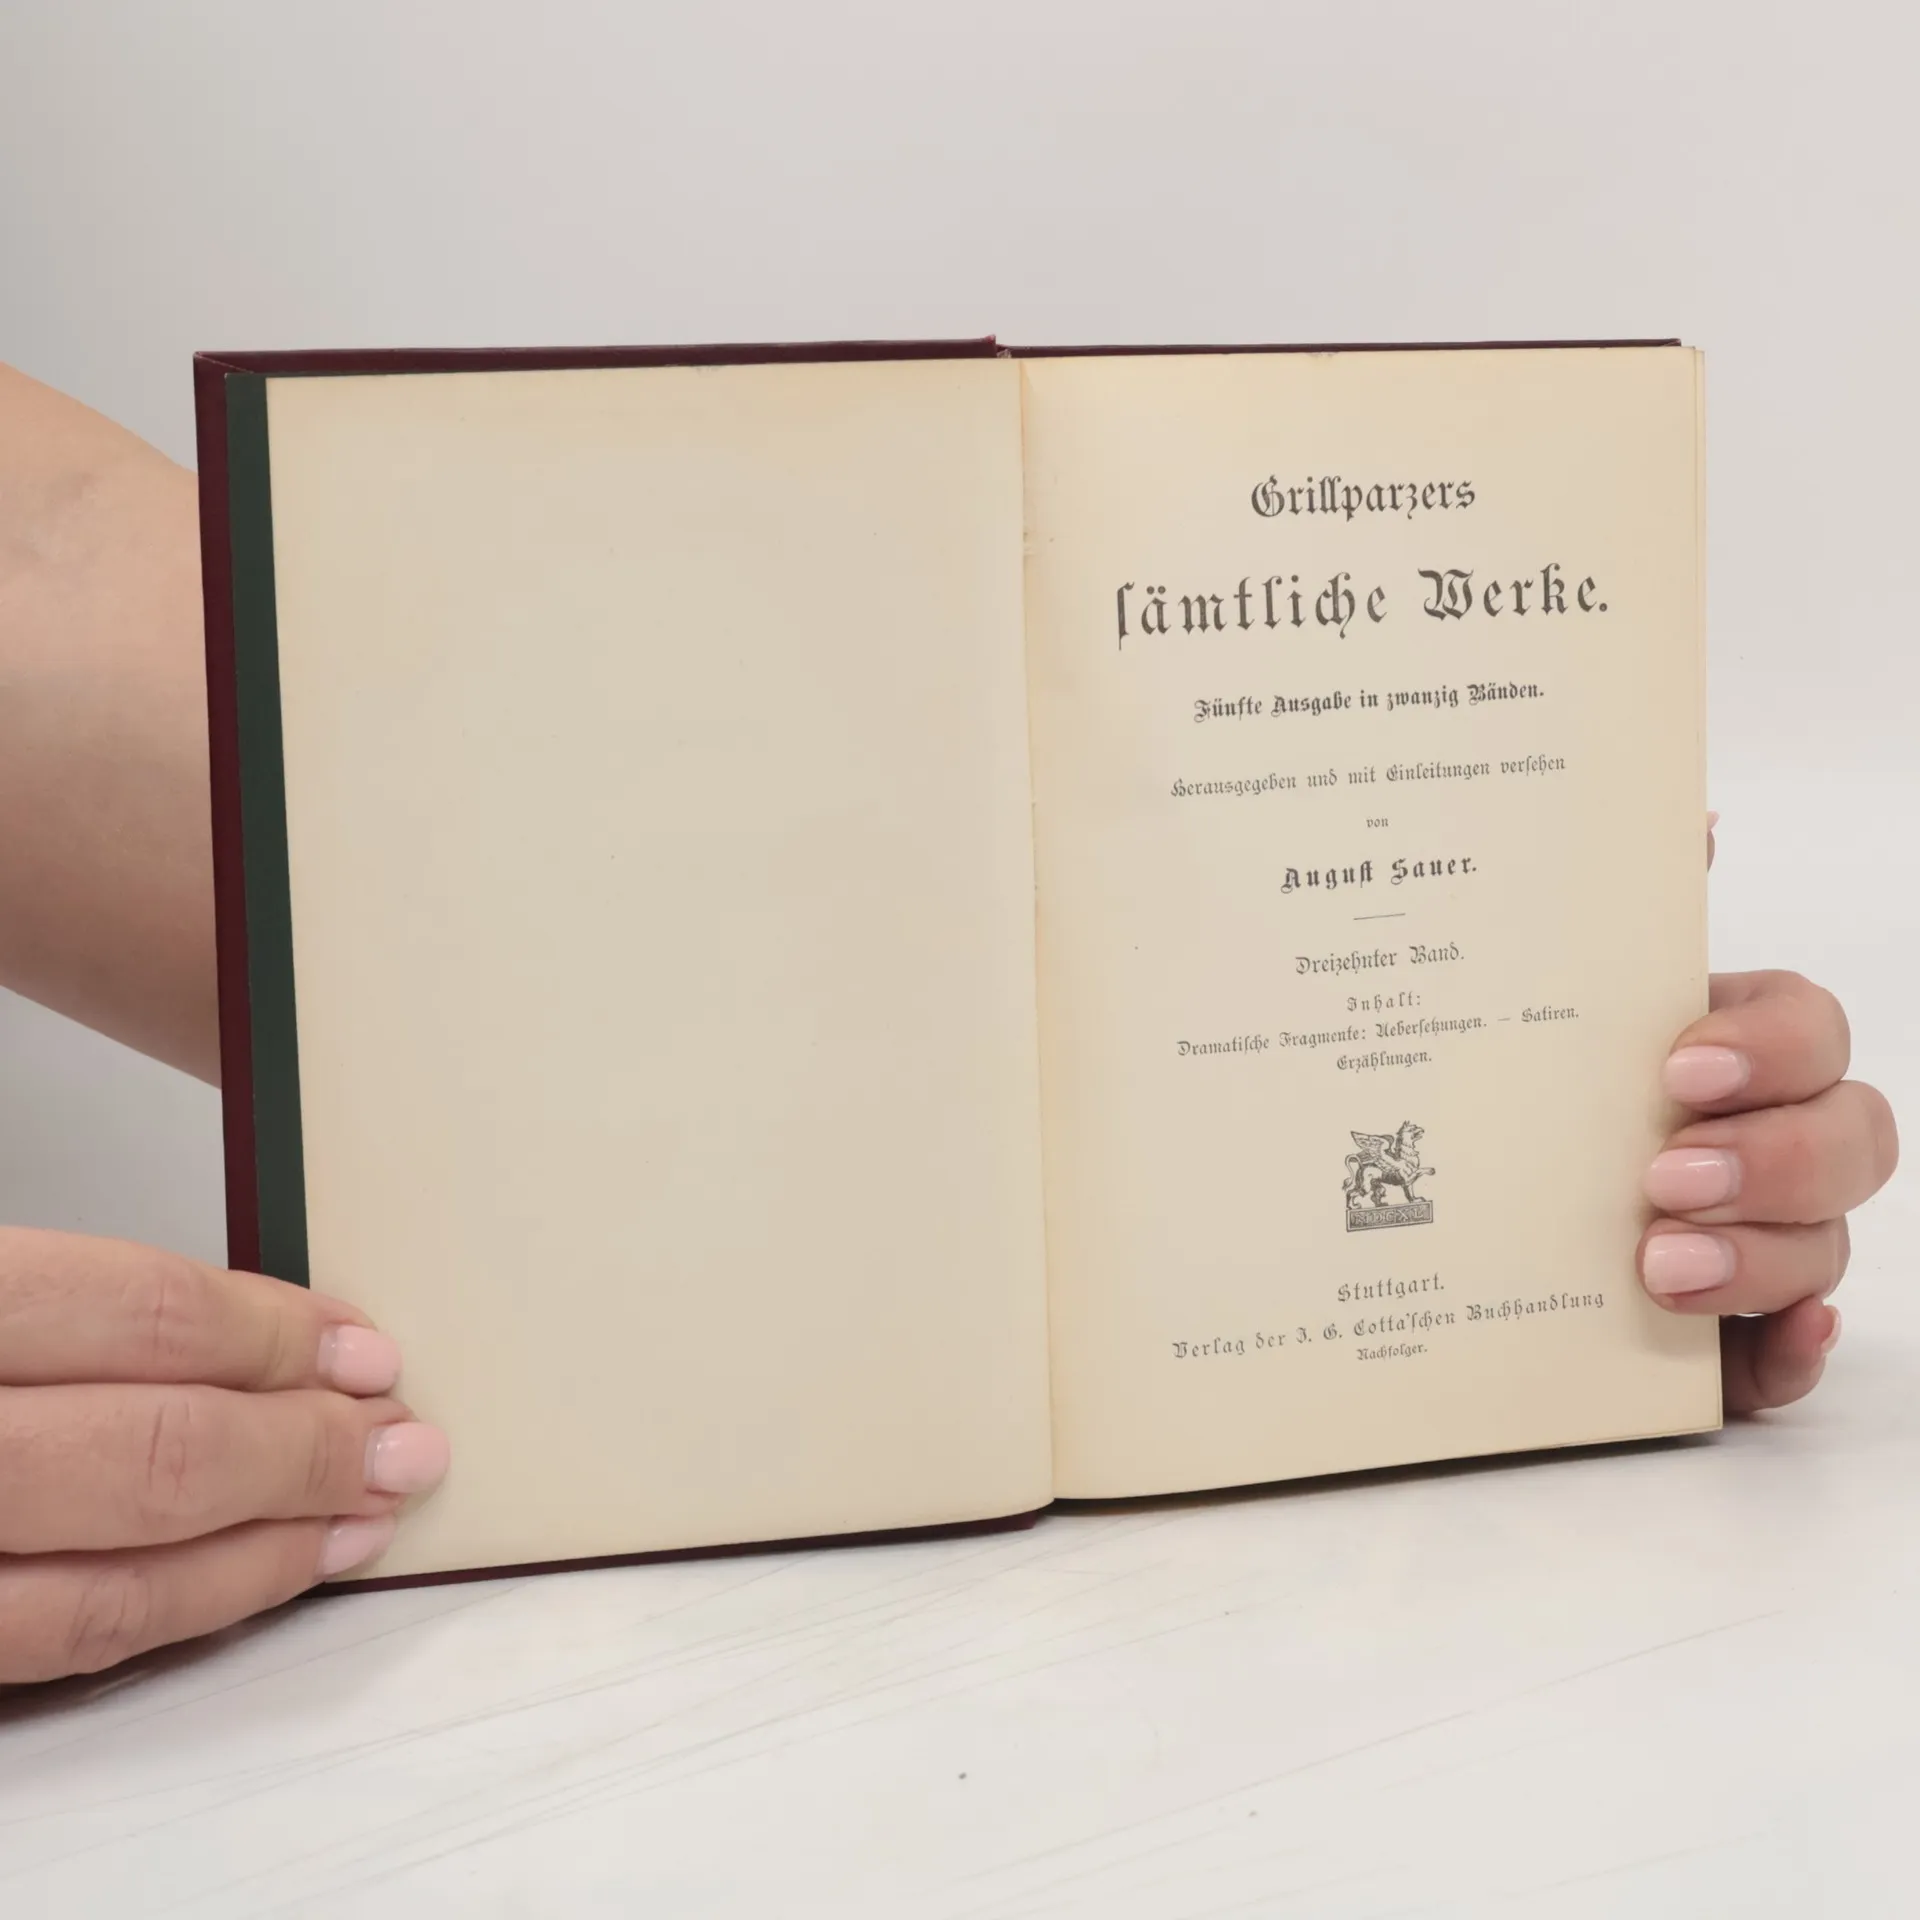 Grillparzers
ſämtliche Werke.
Fünfte Ausgabe in zwanzig Bänden.
Herausgegeben und mit Einleitungen verſehen
von
Auguſt Sauer.
Dreizehnter Band.
Inhalt:
Dramatiſche Fragmente: Ueberſetzungen. — Satiren.
Erzählungen.
Stuttgart.
Verlag der J. G. Cotta'ſchen Buchhandlung
Nachfolger.